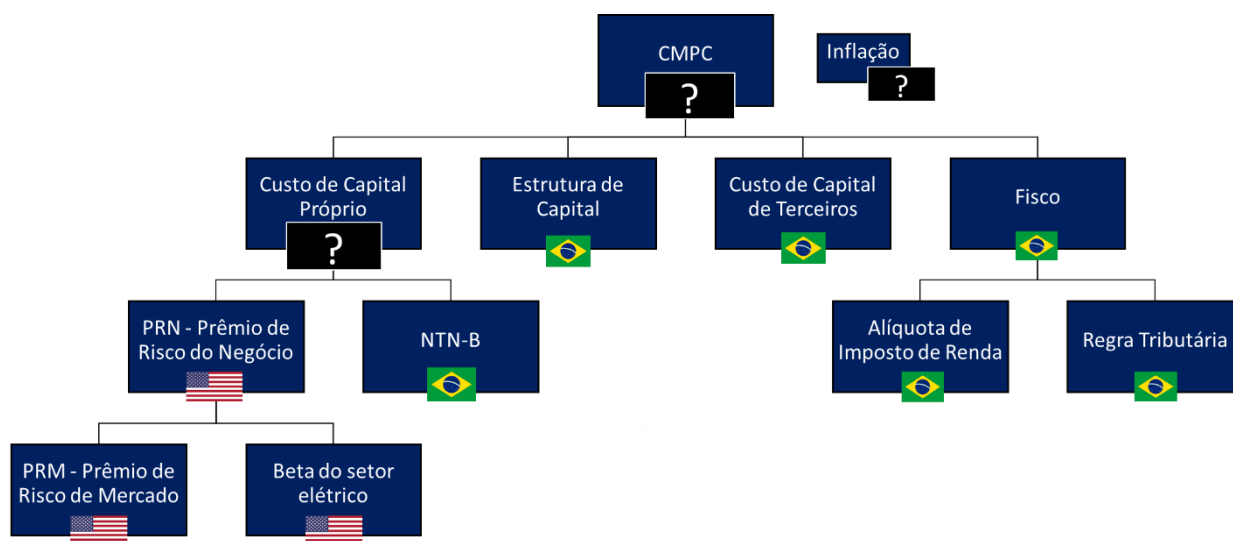 CMPC
?
Inflação
?
Custo de Capital
Próprio
?
Estrutura de
Capital
Custo de Capital
de Terceiros
Fisco
PRN - Prêmio de
Risco do Negócio
NTN-B
Alíquota de
Imposto de Renda
Regra Tributária
PRM - Prêmio de
Risco de Mercado
Beta do setor
elétrico